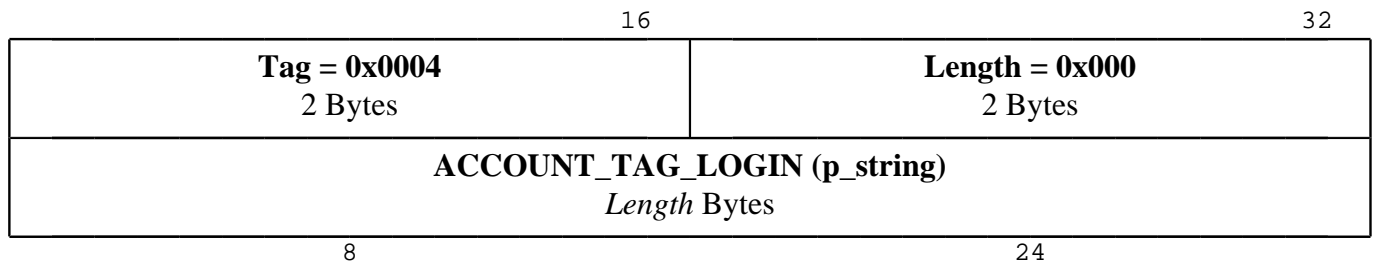 16 32
Tag = 0x0004 Length = 0x000
2 Bytes 2 Bytes
ACCOUNT_TAG_LOGIN (p_string)
Length Bytes
8 24